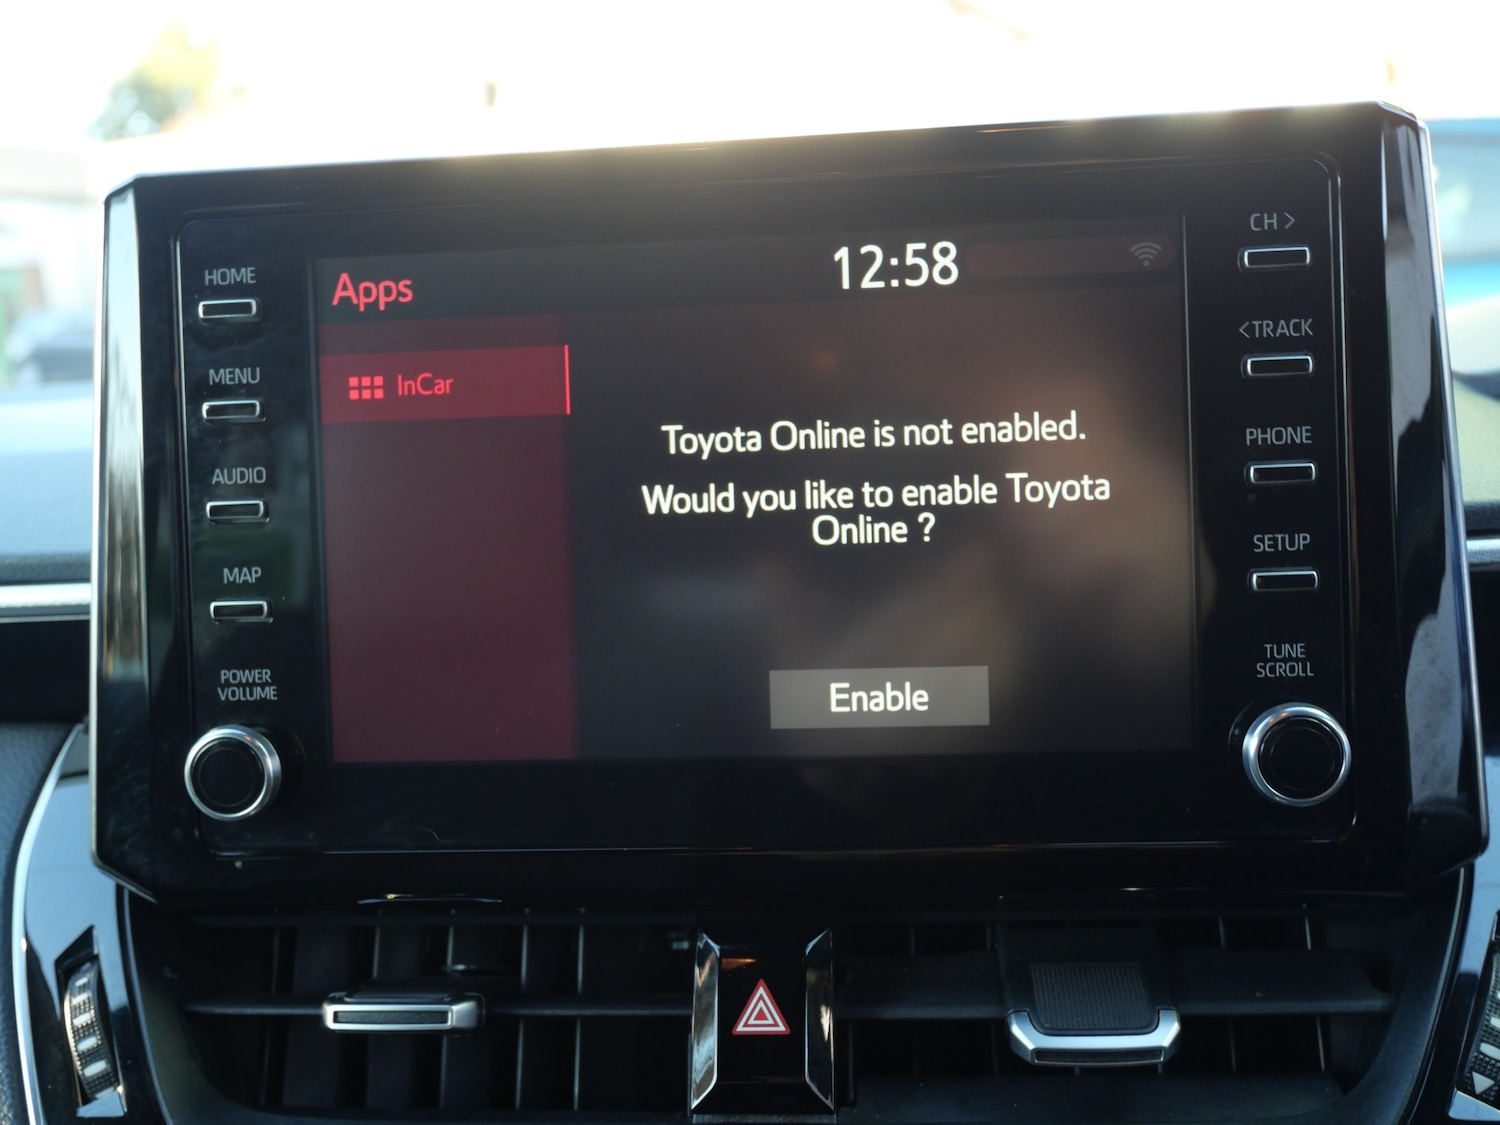 HOME
MENU
AUDIO
MAP
POWER
VOLUME
Apps
12:58
InCar
Toyota Online is not enabled.
Would you like to enable Toyota
Online ?
Enable
CH >
<TRACK
PHONE
SETUP
TUNE
SCROLL